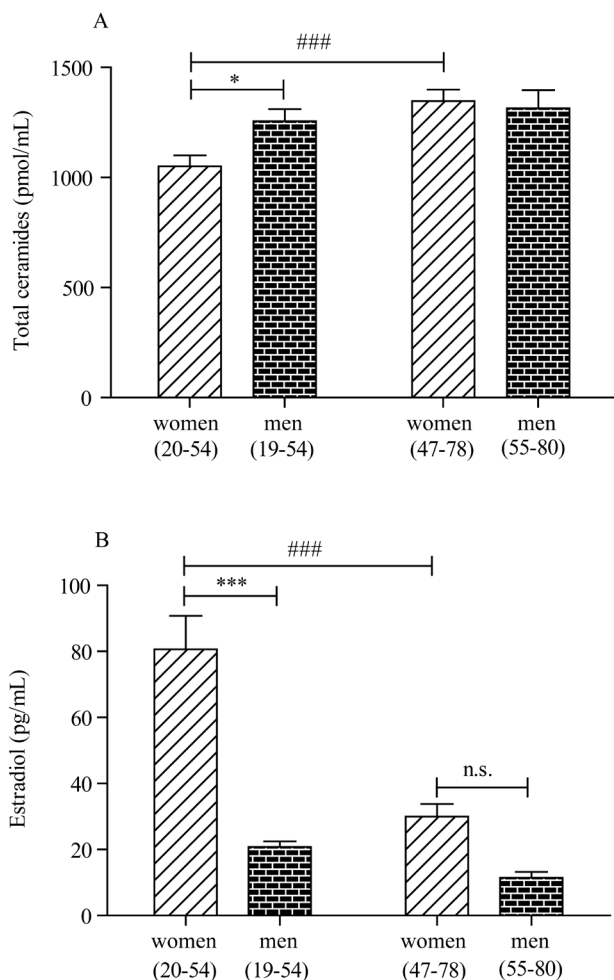 A
###
*
1500
1000
500
0
Total ceramides (pmol/mL)
women men women men
(20-54) (19-54) (47-78) (55-80)
B
###
***
n.s.
100
80
60
40
20
0
Estradiol (pg/mL)
women men women men
(20-54) (19-54) (47-78) (55-80)